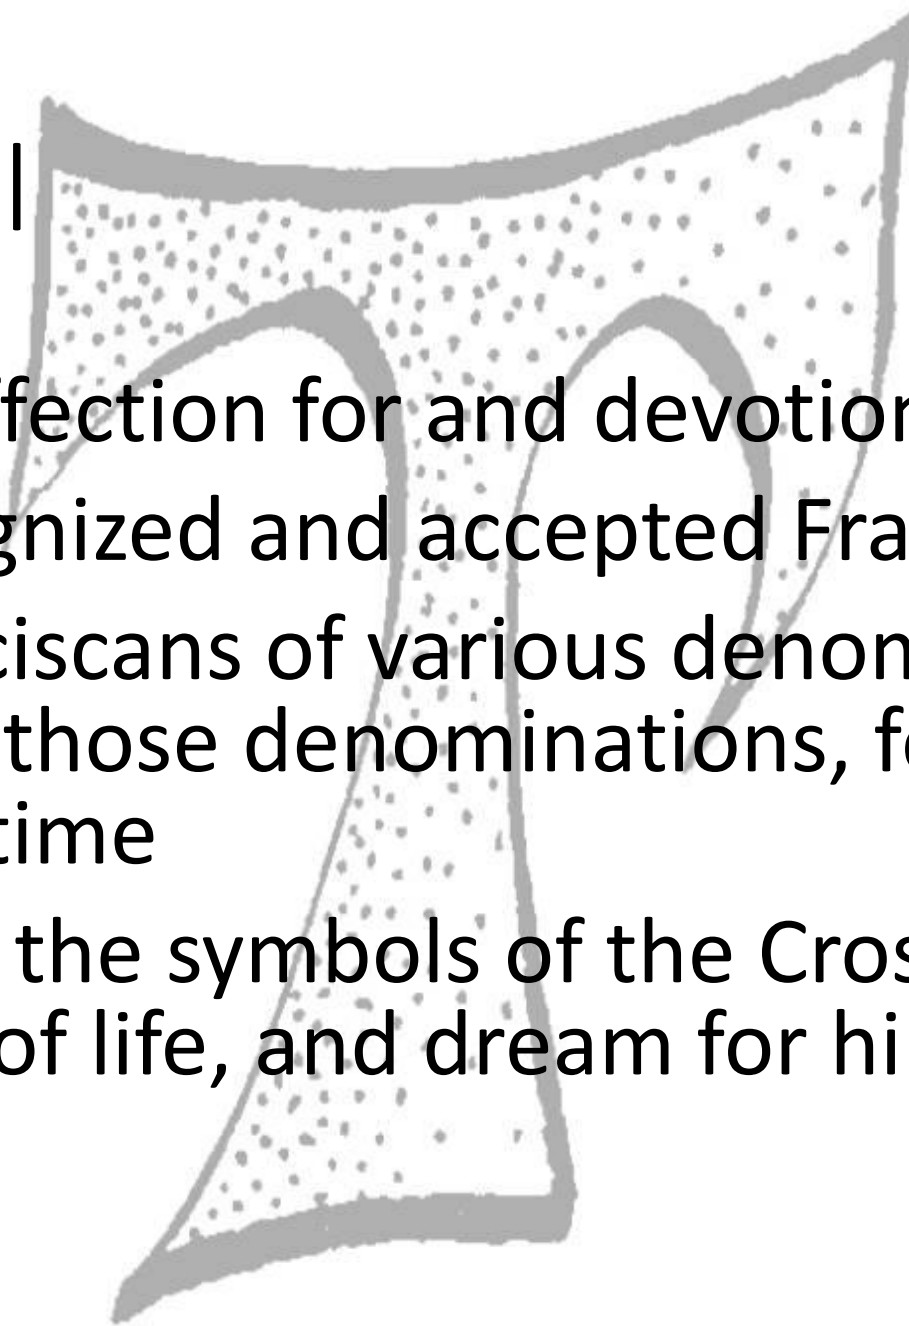 l
ffection for and devotion
gnized and accepted Fra
ciscans of various denom
those denominations, fo
time
the symbols of the Cros
of life, and dream for hi